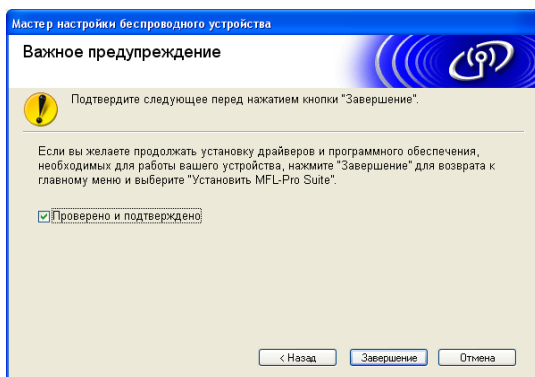 Мастер настройки беспроводного устройства
Важное предупреждение
Подтвердите следующее перед нажатием кнопки "Завершение".
Если вы желаете продолжать установку драйверов и программного обеспечения,
необходимых для работы вашего устройства, нажмите "Завершение" для возврата к
главному меню и выберите "Установить MFL-Pro Suite".
Проверено и подтверждено
< Назад
Завершение
Отмена